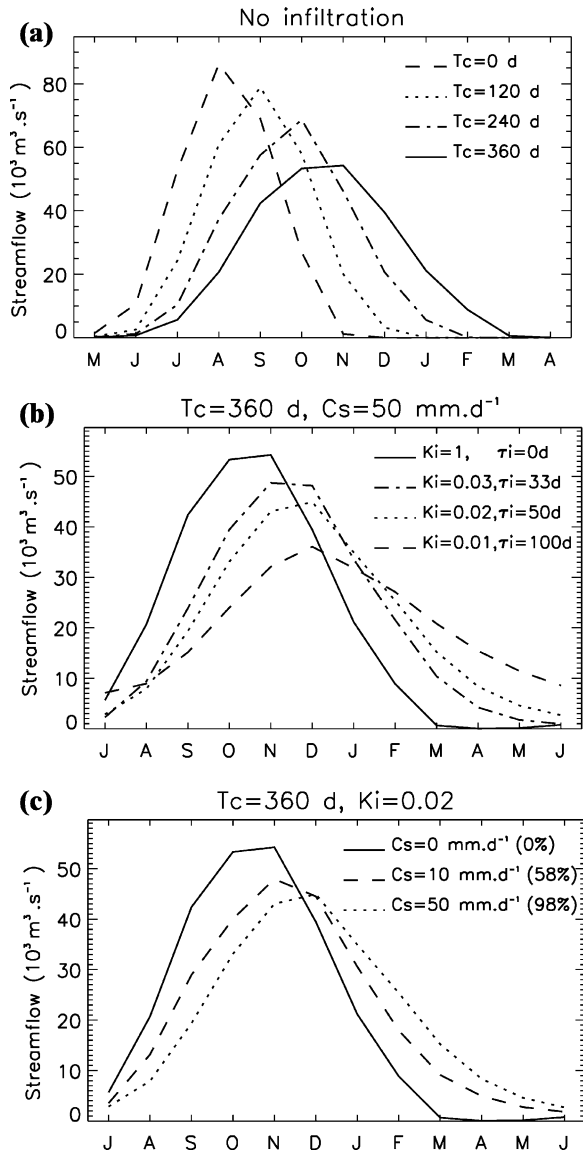 No infiltration
(a)
Tc=0 d
Tc=120 d
Tc=240 d
Tc=360 d
80
60
40
20
0
Streamflow (10³ m³.s⁻¹)
M J J A S O N D J F M A
Tc=360 d, Cs=50 mm.d⁻¹
(b)
Ki=1, τi=0d
Ki=0.03,τi=33d
Ki=0.02,τi=50d
Ki=0.01,τi=100d
50
40
30
20
10
0
Streamflow (10³ m³.s⁻¹)
J A S O N D J F M A M J
Tc=360 d, Ki=0.02
(c)
Cs=0 mm.d⁻¹ (0%)
Cs=10 mm.d⁻¹ (58%)
Cs=50 mm.d⁻¹ (98%)
50
40
30
20
10
0
Streamflow (10³ m³.s⁻¹)
J A S O N D J F M A M J